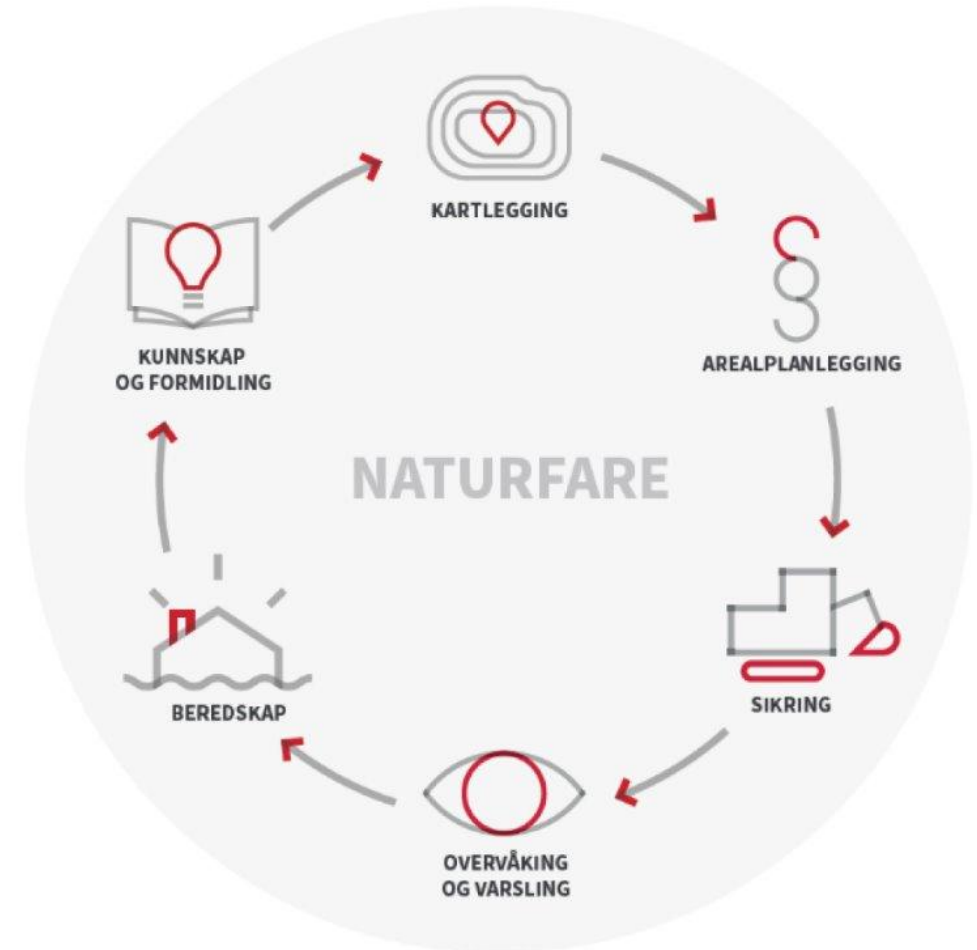 KARTLEGGING
AREALPLANLEGGING
SIKRING
OVERVÅKING
OG VARSLING
BEREDSKAP
KUNNSKAP
OG FORMIDLING
NATURFARE